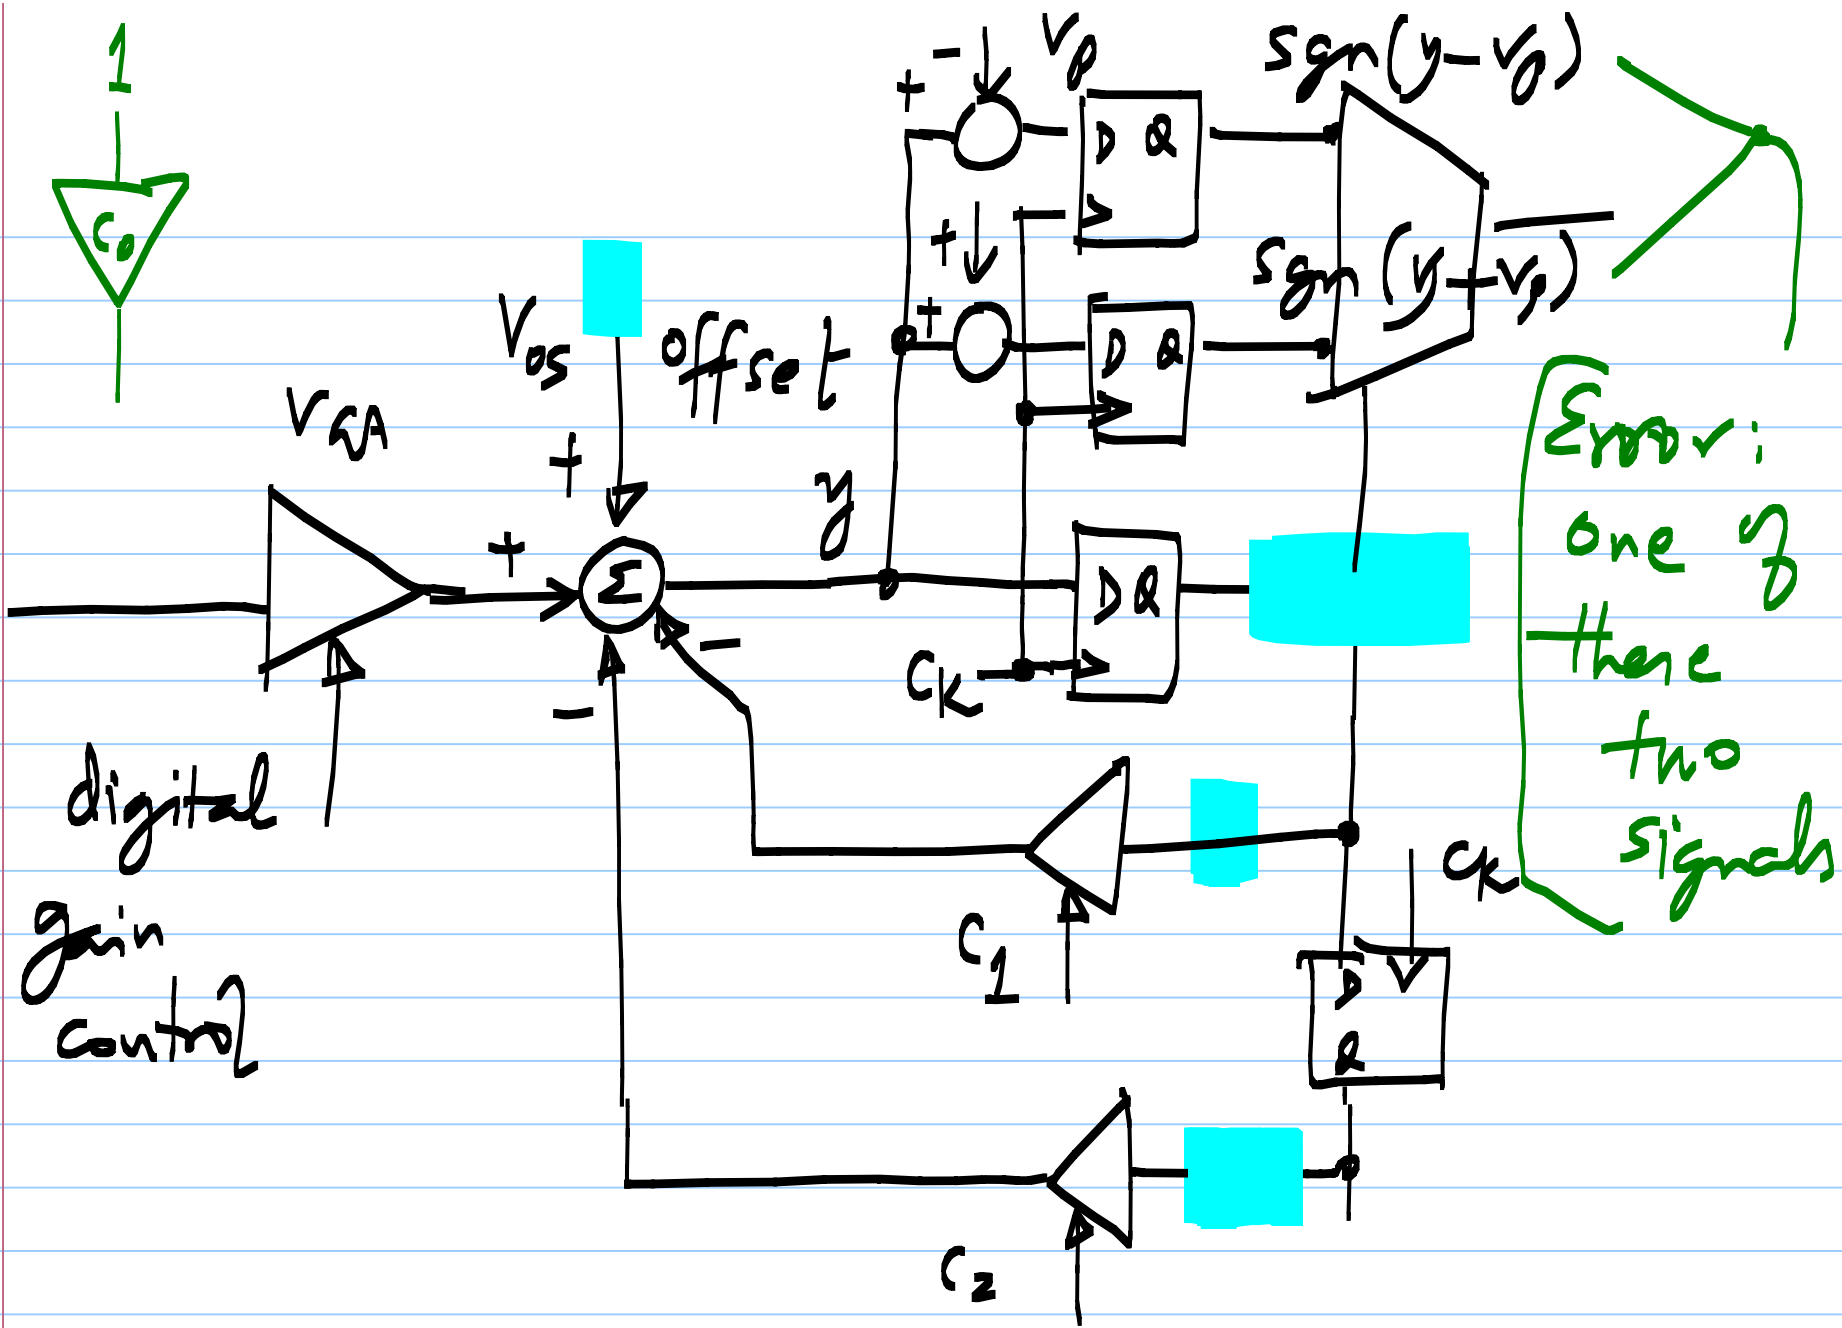 1
C₀
VGA
digital
gain
control
Vos
offset
+
+
-
-
Σ
y
-
Vp
+
+
+
D Q
D Q
D Q
CK
sgn(y-Vp)
sgn(y+Vp)
Error:
one of
these
two
signals
C₁
CK
D
Q
C₂